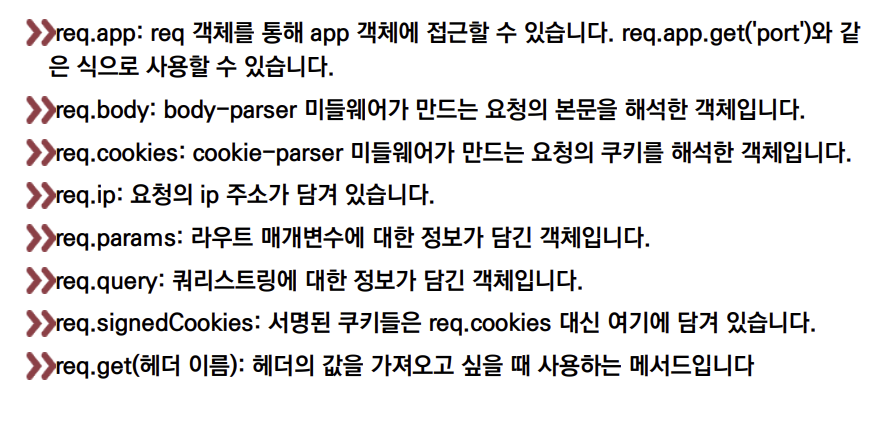 req.app: req 객체를 통해 app 객체에 접근할 수 있습니다. req.app.get('port')와 같
은 식으로 사용할 수 있습니다.
req.body: body-parser 미들웨어가 만드는 요청의 본문을 해석한 객체입니다.
req.cookies: cookie-parser 미들웨어가 만드는 요청의 쿠키를 해석한 객체입니다.
req.ip: 요청의 ip 주소가 담겨 있습니다.
req.params: 라우트 매개변수에 대한 정보가 담긴 객체입니다.
req.query: 쿼리스트링에 대한 정보가 담긴 객체입니다.
req.signedCookies: 서명된 쿠키들은 req.cookies 대신 여기에 담겨 있습니다.
req.get(헤더 이름): 헤더의 값을 가져오고 싶을 때 사용하는 메서드입니다